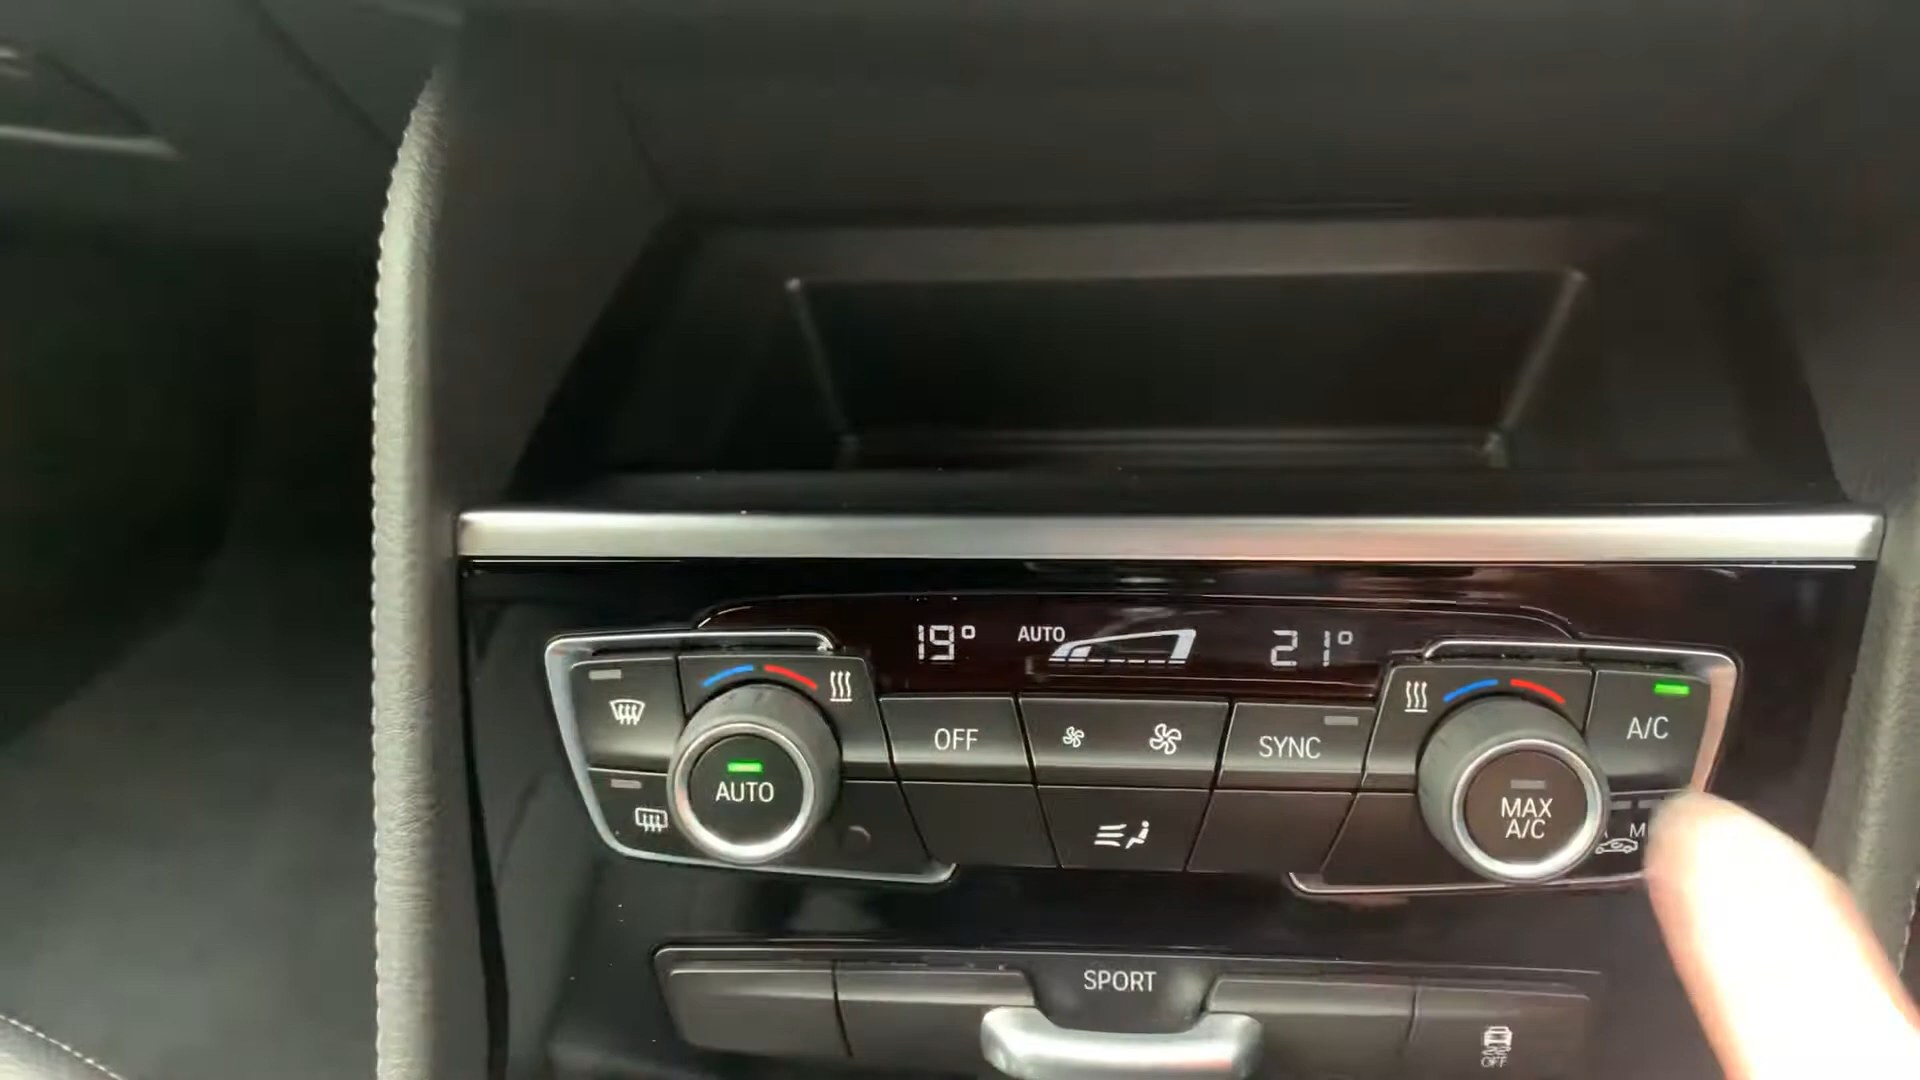 19° AUTO 21°
A/C
OFF
SYNC
AUTO
MAX
A/C
SPORT
OFF